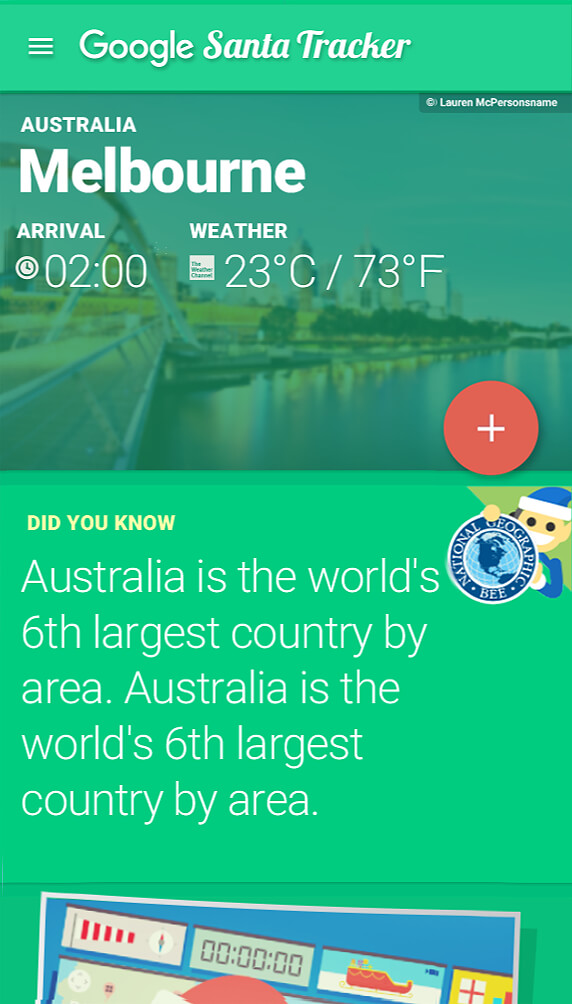 Google Santa Tracker
© Lauren McPersonsname
AUSTRALIA
Melbourne
ARRIVAL WEATHER
02:00 The Weather Channel 23°C / 73°F
+
DID YOU KNOW
NATIONAL GEOGRAPHIC
BEE
Australia is the world's
6th largest country by
area. Australia is the
world's 6th largest
country by area.
00:00:00